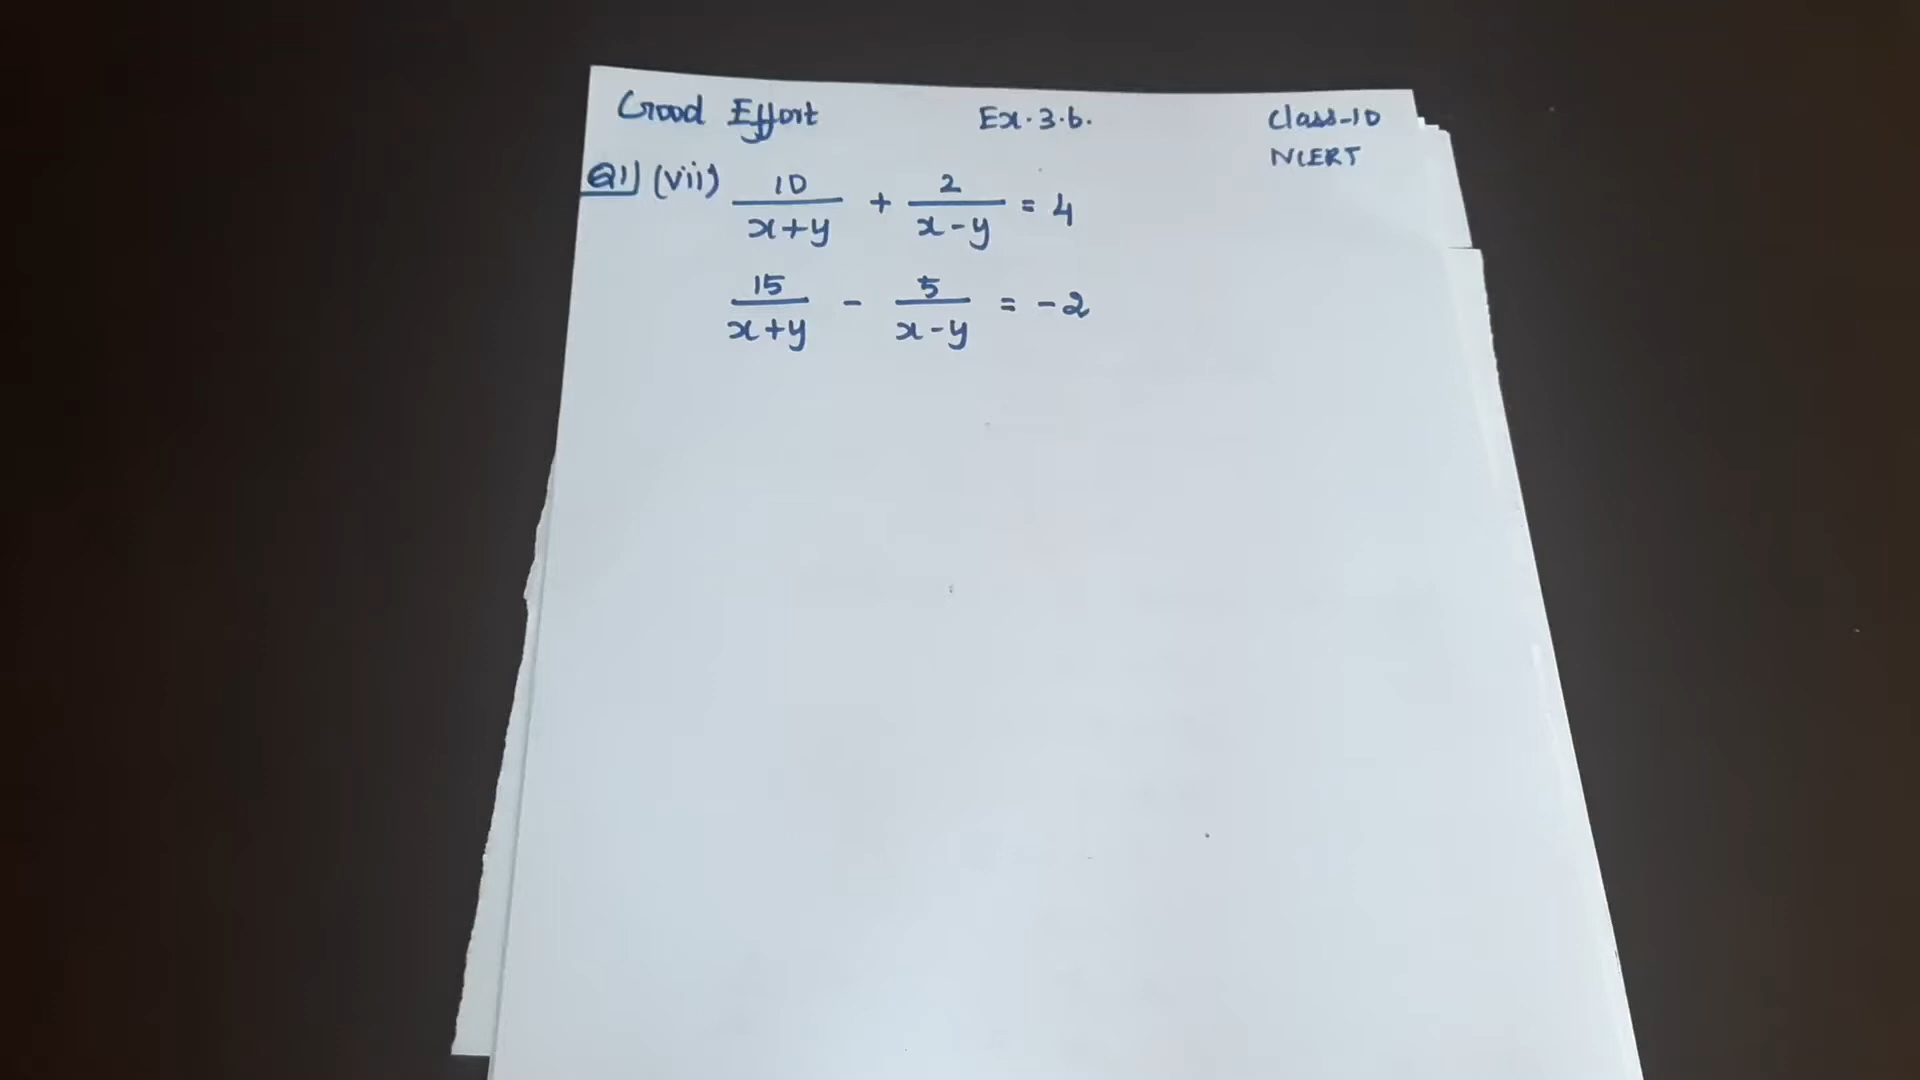 Good Effort Ex.3.6. Class-10
NCERT
Q1) (vii) 10/x+y + 2/x-y = 4
15/x+y - 5/x-y = -2